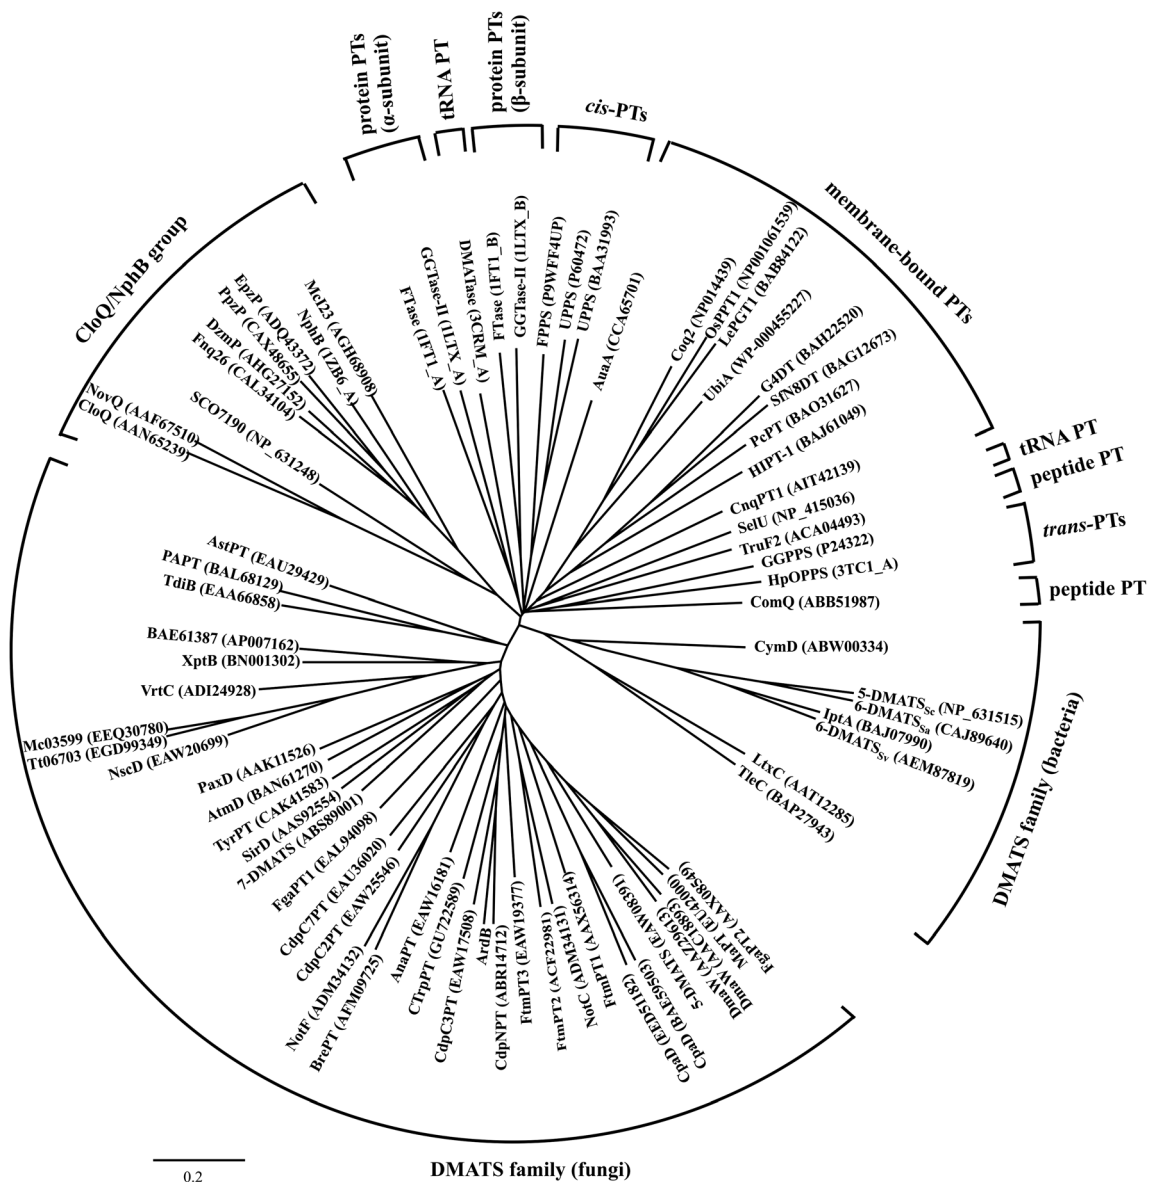 protein PTs
(α-subunit)
tRNA PT
protein PTs
(β-subunit)
cis-PTs
membrane-bound PTs
tRNA PT
peptide PT
trans-PTs
peptide PT
DMATS family (bacteria)
DMATS family (fungi)
CloQ/NphB group
CloQ (AAN65239)
NovQ (AAF67510)
SCO7190 (NP_631248)
Fnq26 (CAL34104)
DzmP (AHG27152)
PpzP (CAX48655)
EpzP (ADQ43372)
NphB (1ZB6_A)
Mcl23 (AGH68908)
FTase (1FT1_A)
GGTase-II (1LTX_A)
DMATase (3CRM_A)
FTase (1FT1_B)
GGTase-II (1LTX_B)
FPPS (P9WFF4UP)
UPPS (P60472)
UPPS (BAA31993)
AuaA (CCA65701)
Coq2 (NP014439)
OsPPT1 (NP001061539)
LePGT1 (BAB84122)
UbiA (WP-000455227)
G4DT (BAH22520)
SfN8DT (BAG12673)
PcPT (BAO31627)
HlPT-1 (BAJ61049)
CnqPT1 (AIT42139)
SelU (NP_415036)
TruF2 (ACA04493)
GGPPS (P24322)
HpOPPS (3TC1_A)
ComQ (ABB51987)
CymD (ABW00334)
5-DMATSSc (NP_631515)
6-DMATSSa (CAJ89640)
IptA (BAJ07990)
6-DMATSSv (AEM87819)
LtxC (AAT12285)
TleC (BAP27943)
FgaPT2 (AAX08549)
MaPT (EU420003)
DmaW (AAC18893)
DmaW (AAZ29613)
5-DMATS (EAW08391)
CpaD (BAE59503)
CpaD (EED51182)
FtmPT1 (AAX56314)
NotC (ADM34131)
FtmPT2 (ACF22981)
FtmPT3 (EAW19377)
CdpNPT (ABR14712)
ArdB
CdpC3PT (EAW17508)
CTrpPT (GU722589)
AnaPT (EAW16181)
BrePT (AFM09725)
NotF (ADM34132)
CdpC2PT (EAW25546)
CdpC7PT (EAU36020)
FgaPT1 (EAL94098)
7-DMATS (ABS89001)
SirD (AAS92554)
TyrPT (CAK41583)
AtmD (BAN61270)
PaxD (AAK11526)
NscD (EAW20699)
Tt06703 (EGD99349)
Mc03599 (EEQ30780)
VrtC (ADI24928)
XptB (BN001302)
BAE61387 (AP007162)
TdiB (EAA66858)
PAPT (BAL68129)
AstPT (EAU29429)
0.2